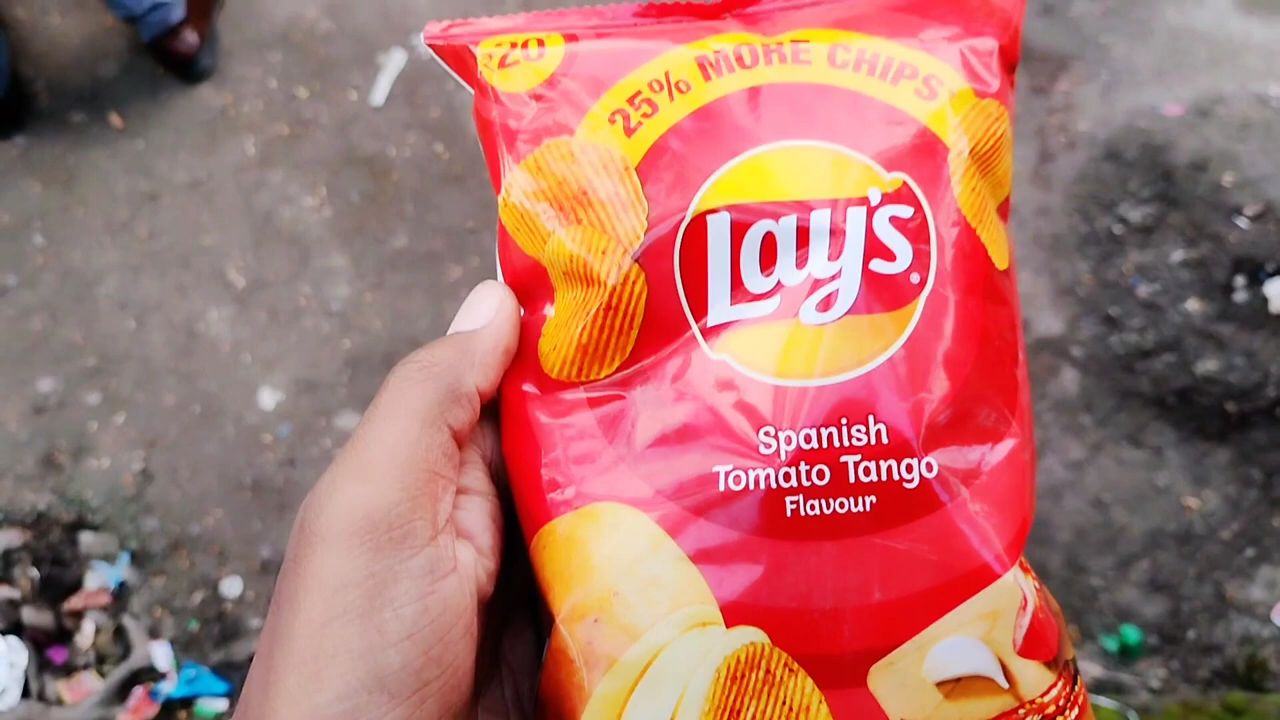 ₹20*
25% MORE CHIPS
Lay's
Spanish
Tomato Tango
Flavour